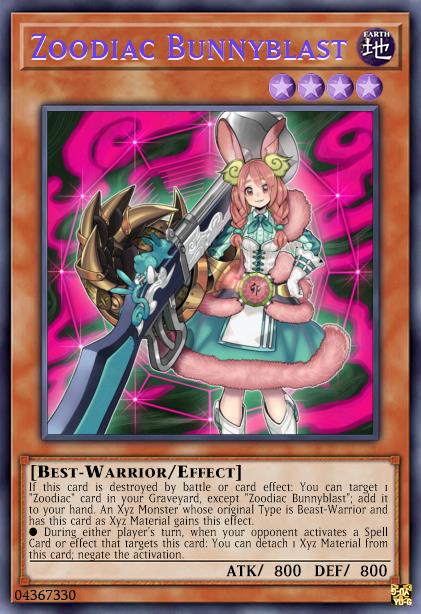 Zoodiac Bunnyblast
EARTH
地
[Best-Warrior/Effect]
If this card is destroyed by battle or card effect: You can target 1
"Zoodiac" card in your Graveyard, except "Zoodiac Bunnyblast"; add it
to your hand. An Xyz Monster whose original Type is Beast-Warrior and
has this card as Xyz Material gains this effect.
● During either player's turn, when your opponent activates a Spell
Card or effect that targets this card: You can detach 1 Xyz Material from
this card; negate the activation.
ATK/ 800 DEF/ 800
04367330